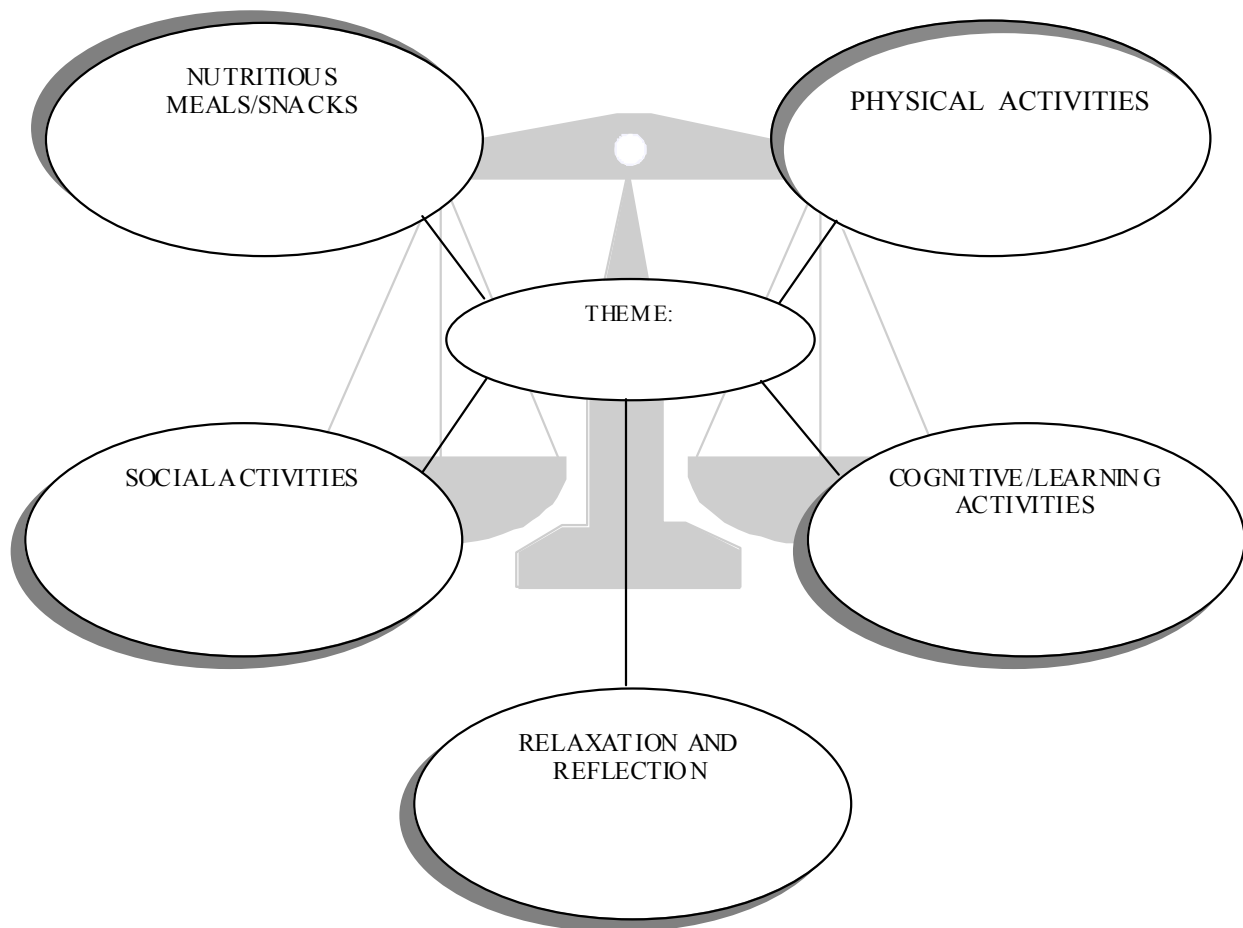 NUTRITIOUS
MEALS/SNACKS
PHYSICAL ACTIVITIES
THEME:
SOCIAL ACTIVITIES
COGNITIVE/LEARNING
ACTIVITIES
RELAXATION AND
REFLECTION